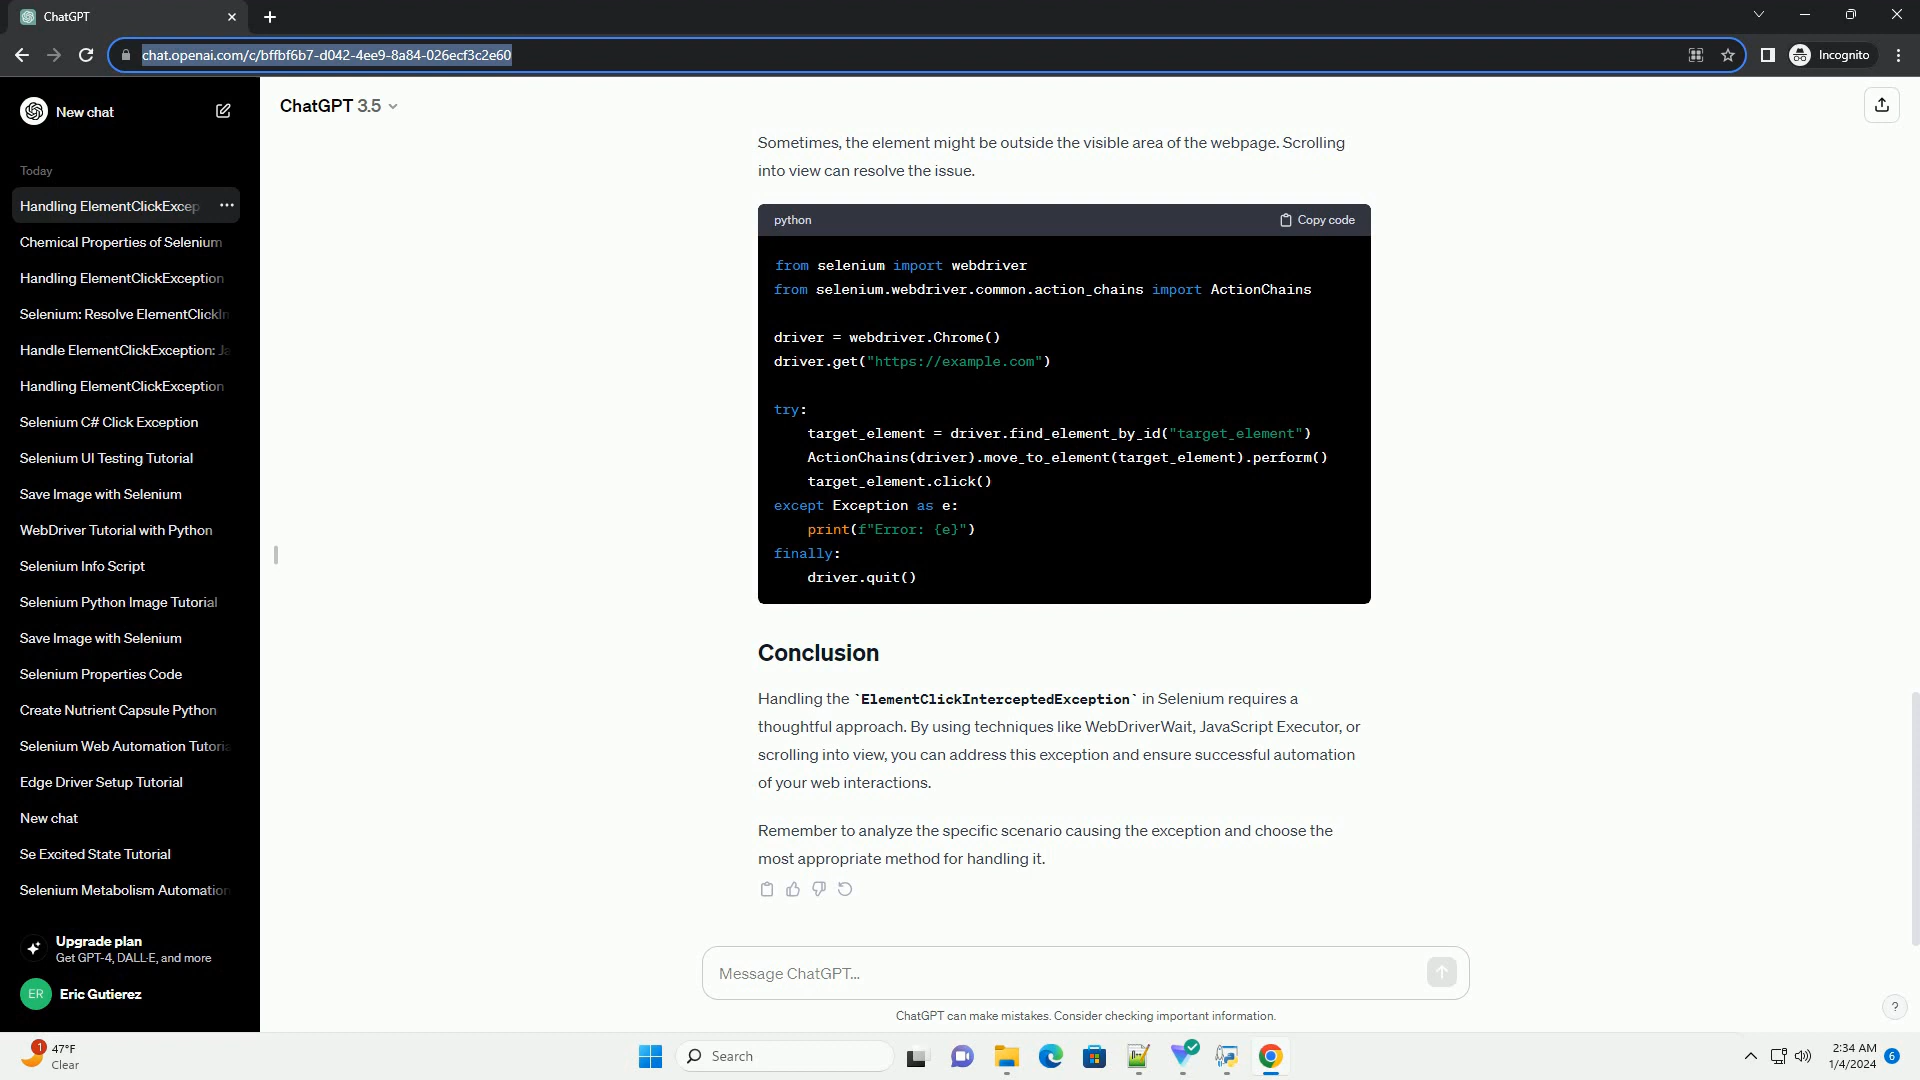 ChatGPT
chat.openai.com/c/bffbf6b7-d042-4ee9-8a84-026ecf3c2e60
Incognito
New chat
Today
Handling ElementClickExcep
Chemical Properties of Selenium
Handling ElementClickException
Selenium: Resolve ElementClickIn
Handle ElementClickException: Ja
Handling ElementClickException
Selenium C# Click Exception
Selenium UI Testing Tutorial
Save Image with Selenium
WebDriver Tutorial with Python
Selenium Info Script
Selenium Python Image Tutorial
Save Image with Selenium
Selenium Properties Code
Create Nutrient Capsule Python
Selenium Web Automation Tutoria
Edge Driver Setup Tutorial
New chat
Se Excited State Tutorial
Selenium Metabolism Automation
Upgrade plan
Get GPT-4, DALL·E, and more
ER
Eric Gutierez
ChatGPT 3.5
Sometimes, the element might be outside the visible area of the webpage. Scrolling
into view can resolve the issue.
python
Copy code
from selenium import webdriver
from selenium.webdriver.common.action_chains import ActionChains
driver = webdriver.Chrome()
driver.get("https://example.com")
try:
    target_element = driver.find_element_by_id("target_element")
    ActionChains(driver).move_to_element(target_element).perform()
    target_element.click()
except Exception as e:
    print(f"Error: {e}")
finally:
    driver.quit()
Conclusion
Handling the `ElementClickInterceptedException` in Selenium requires a
thoughtful approach. By using techniques like WebDriverWait, JavaScript Executor, or
scrolling into view, you can address this exception and ensure successful automation
of your web interactions.
Remember to analyze the specific scenario causing the exception and choose the
most appropriate method for handling it.
Message ChatGPT...
ChatGPT can make mistakes. Consider checking important information.
?
1
47°F
Clear
Search
2:34 AM
1/4/2024
6